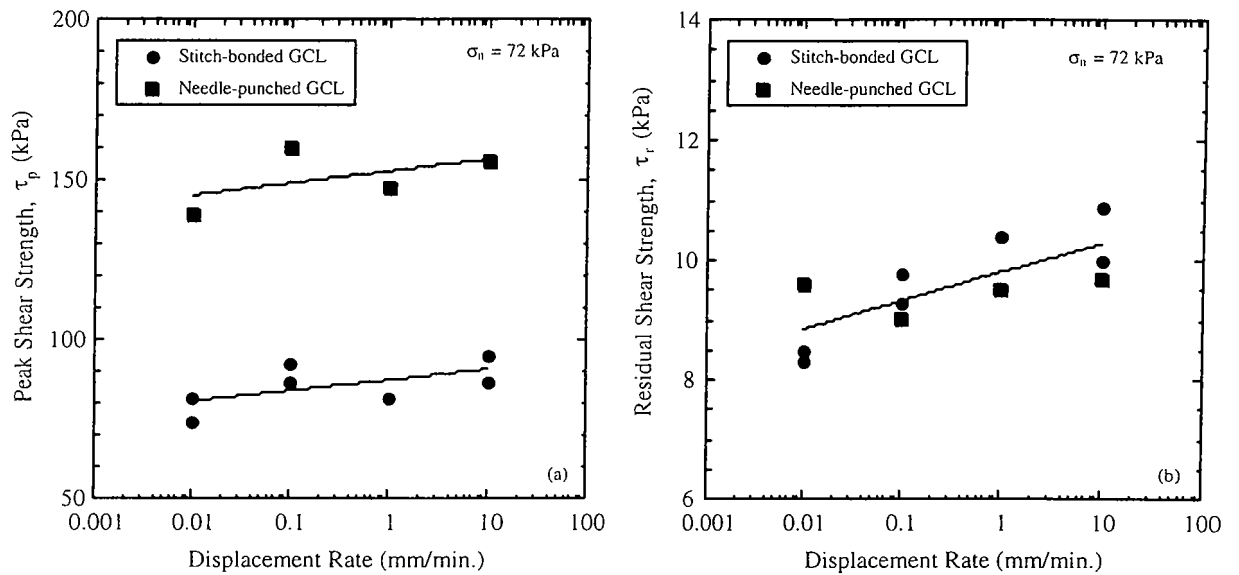 200
150
100
50
Peak Shear Strength, τp (kPa)
Stitch-bonded GCL
Needle-punched GCL
σn = 72 kPa
(a)
0.001 0.01 0.1 1 10 100
Displacement Rate (mm/min.)
14
12
10
8
6
Residual Shear Strength, τr (kPa)
Stitch-bonded GCL
Needle-punched GCL
σn = 72 kPa
(b)
0.001 0.01 0.1 1 10 100
Displacement Rate (mm/min.)